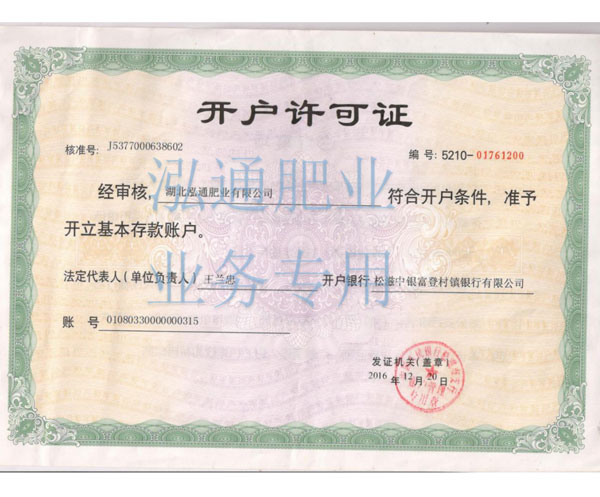 开户许可证
核准号: J5377000638602
编 号: 5210-01761200
经审核, 湖北泓通肥业有限公司 符合开户条件, 准予
开立基本存款账户。
法定代表人(单位负责人) 王兰忠 开户银行 松滋中银富登村镇银行有限公司
账 号 01080330000000315
发证机关(盖章)
2016 年 12 月 20 日
泓通肥业
业务专用